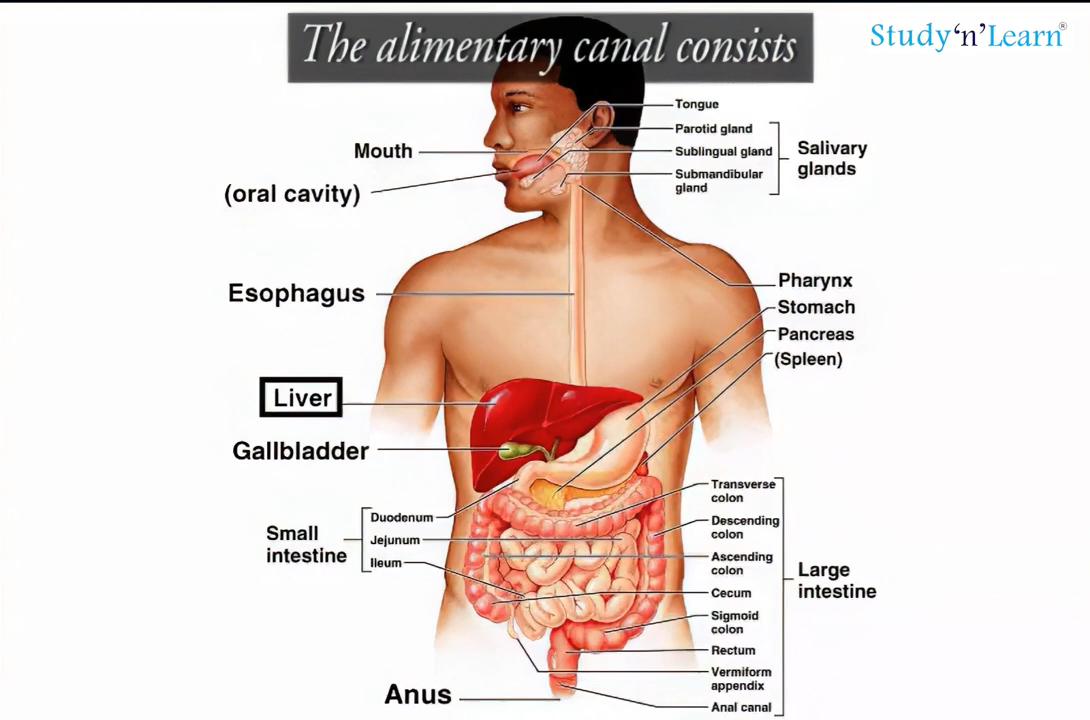 The alimentary canal consists
Study‘n’Learn®
Tongue
Parotid gland
Sublingual gland
Submandibular
gland
Salivary
glands
Mouth
(oral cavity)
Esophagus
Pharynx
Stomach
Pancreas
(Spleen)
Liver
Gallbladder
Small
intestine
Duodenum
Jejunum
Ileum
Transverse
colon
Descending
colon
Ascending
colon
Cecum
Sigmoid
colon
Rectum
Vermiform
appendix
Anal canal
Large
intestine
Anus